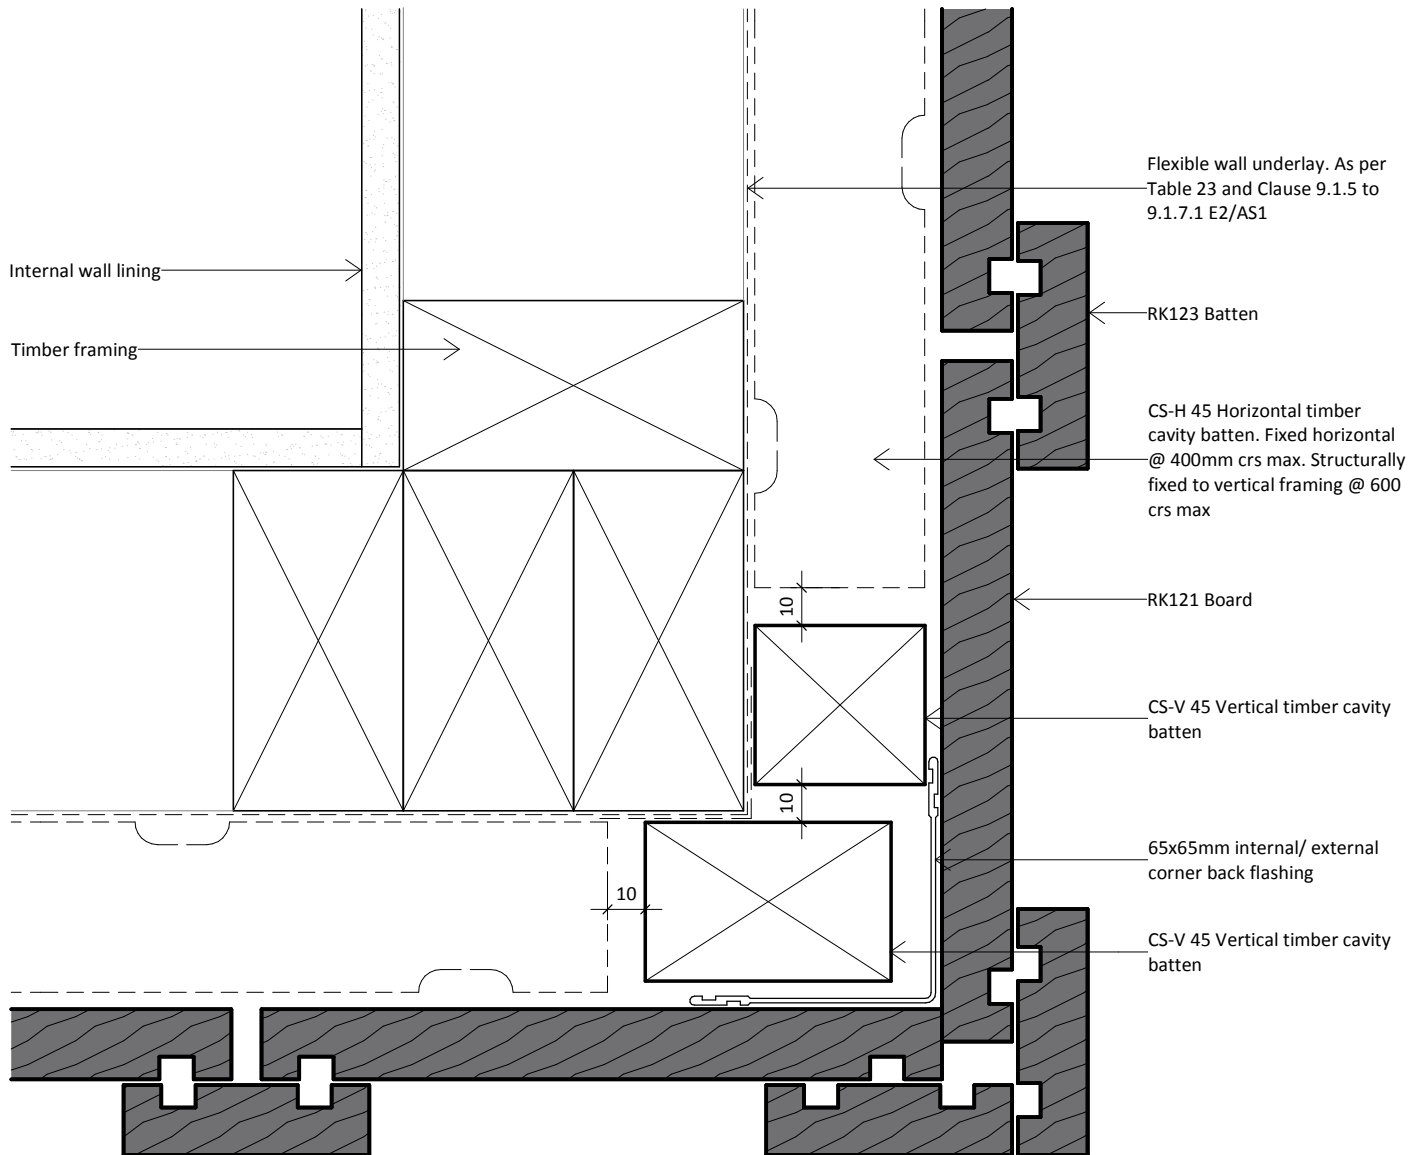 Flexible wall underlay. As per
Table 23 and Clause 9.1.5 to
9.1.7.1 E2/AS1
Internal wall lining
RK123 Batten
Timber framing
CS-H 45 Horizontal timber
cavity batten. Fixed horizontal
@ 400mm crs max. Structurally
fixed to vertical framing @ 600
crs max
10
RK121 Board
CS-V 45 Vertical timber cavity
batten
10
65x65mm internal/ external
corner back flashing
10
CS-V 45 Vertical timber cavity
batten